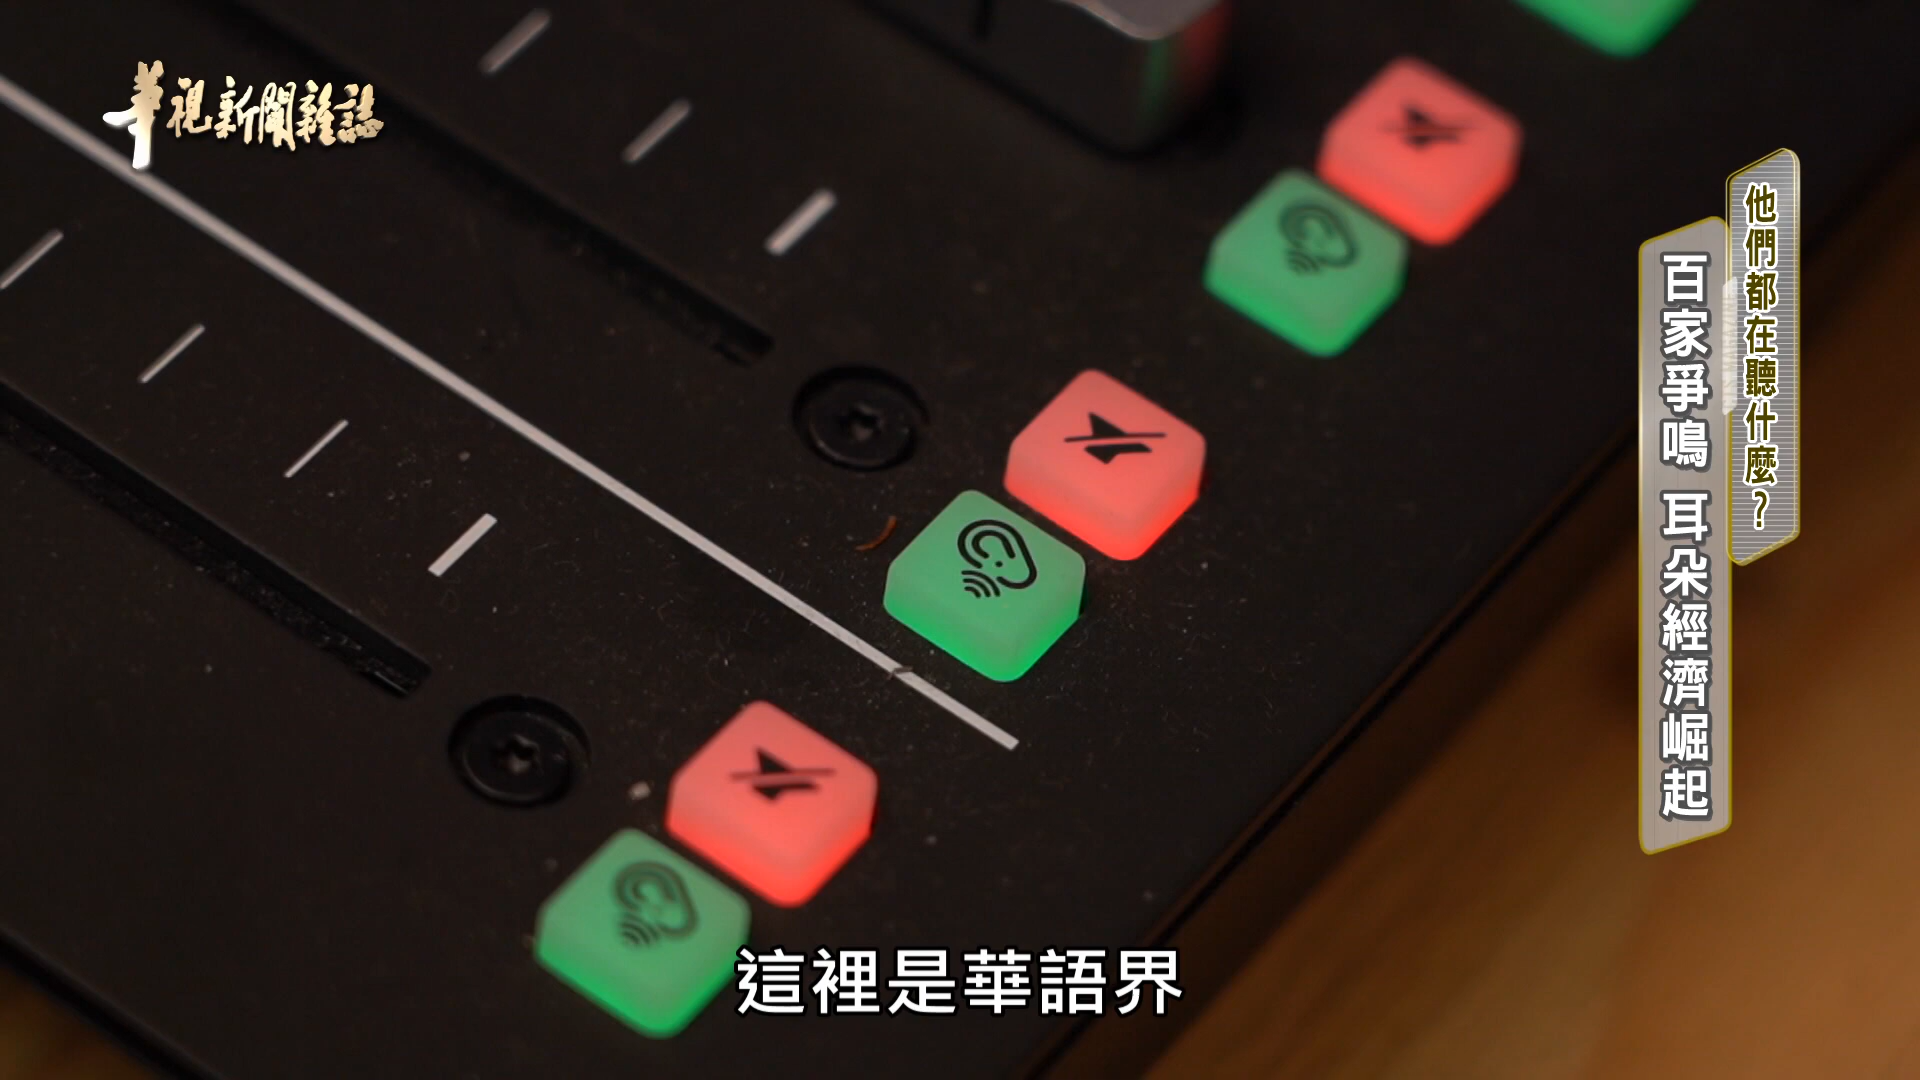 華視新聞雜誌
他們都在聽什麼?
百家爭鳴 耳朵經濟崛起
這裡是華語界